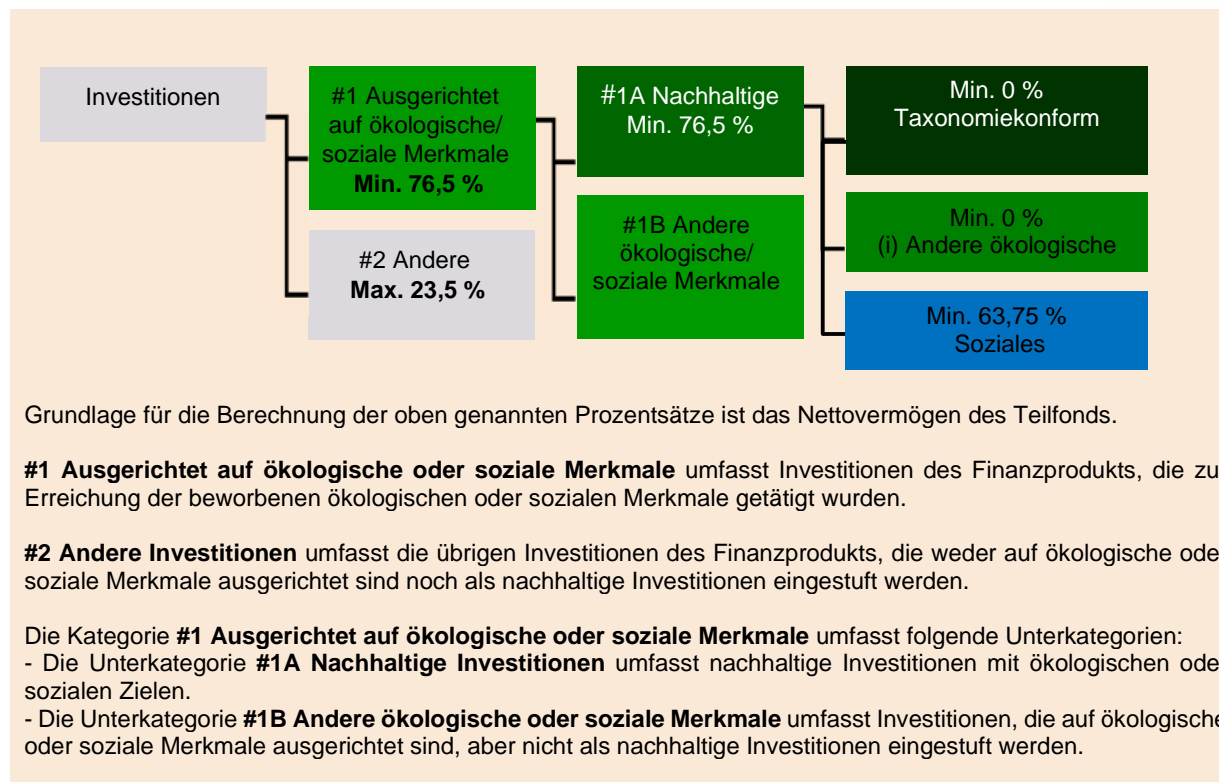 Investitionen
#1 Ausgerichtet
auf ökologische/
soziale Merkmale
Min. 76,5 %
#2 Andere
Max. 23,5 %
#1A Nachhaltige
Min. 76,5 %
#1B Andere
ökologische/
soziale Merkmale
Min. 0 %
Taxonomiekonform
Min. 0 %
(i) Andere ökologische
Min. 63,75 %
Soziales
Grundlage für die Berechnung der oben genannten Prozentsätze ist das Nettovermögen des Teilfonds.
#1 Ausgerichtet auf ökologische oder soziale Merkmale umfasst Investitionen des Finanzprodukts, die zu
Erreichung der beworbenen ökologischen oder sozialen Merkmale getätigt wurden.
#2 Andere Investitionen umfasst die übrigen Investitionen des Finanzprodukts, die weder auf ökologische ode
soziale Merkmale ausgerichtet sind noch als nachhaltige Investitionen eingestuft werden.
Die Kategorie #1 Ausgerichtet auf ökologische oder soziale Merkmale umfasst folgende Unterkategorien:
- Die Unterkategorie #1A Nachhaltige Investitionen umfasst nachhaltige Investitionen mit ökologischen ode
sozialen Zielen.
- Die Unterkategorie #1B Andere ökologische oder soziale Merkmale umfasst Investitionen, die auf ökologische
oder soziale Merkmale ausgerichtet sind, aber nicht als nachhaltige Investitionen eingestuft werden.